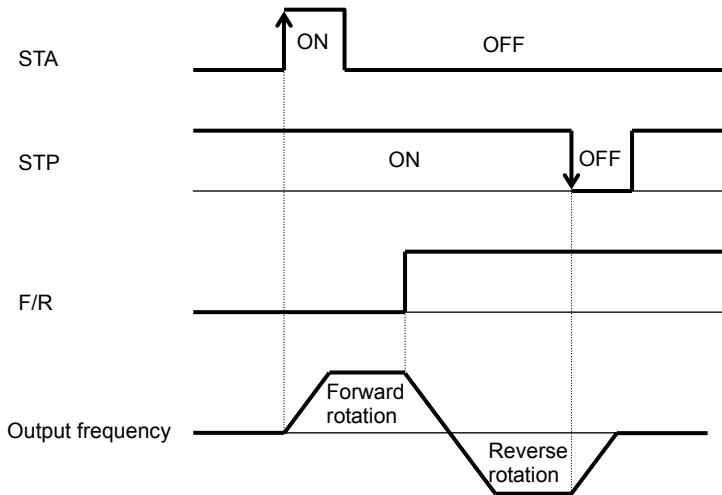 STA
ON
OFF
STP
ON
OFF
F/R
Output frequency
Forward
rotation
Reverse
rotation